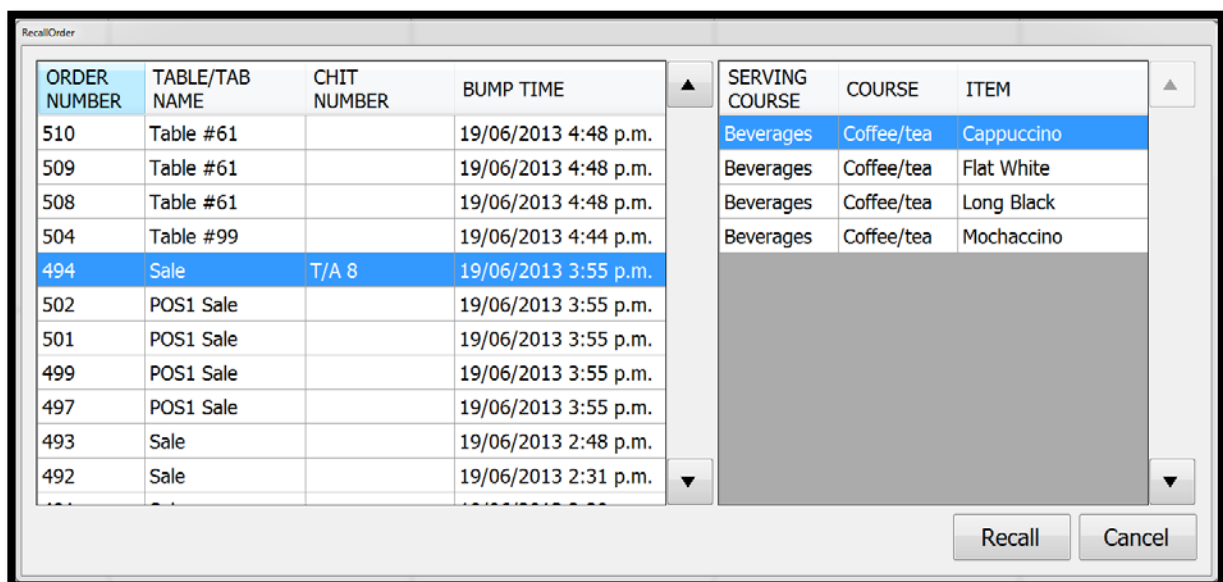 RecallOrder
ORDER NUMBER TABLE/TAB NAME CHIT NUMBER BUMP TIME
510 Table #61 19/06/2013 4:48 p.m.
509 Table #61 19/06/2013 4:48 p.m.
508 Table #61 19/06/2013 4:48 p.m.
504 Table #99 19/06/2013 4:44 p.m.
494 Sale T/A 8 19/06/2013 3:55 p.m.
502 POS1 Sale 19/06/2013 3:55 p.m.
501 POS1 Sale 19/06/2013 3:55 p.m.
499 POS1 Sale 19/06/2013 3:55 p.m.
497 POS1 Sale 19/06/2013 3:55 p.m.
493 Sale 19/06/2013 2:48 p.m.
492 Sale 19/06/2013 2:31 p.m.
SERVING COURSE COURSE ITEM
Beverages Coffee/tea Cappuccino
Beverages Coffee/tea Flat White
Beverages Coffee/tea Long Black
Beverages Coffee/tea Mochaccino
Recall Cancel